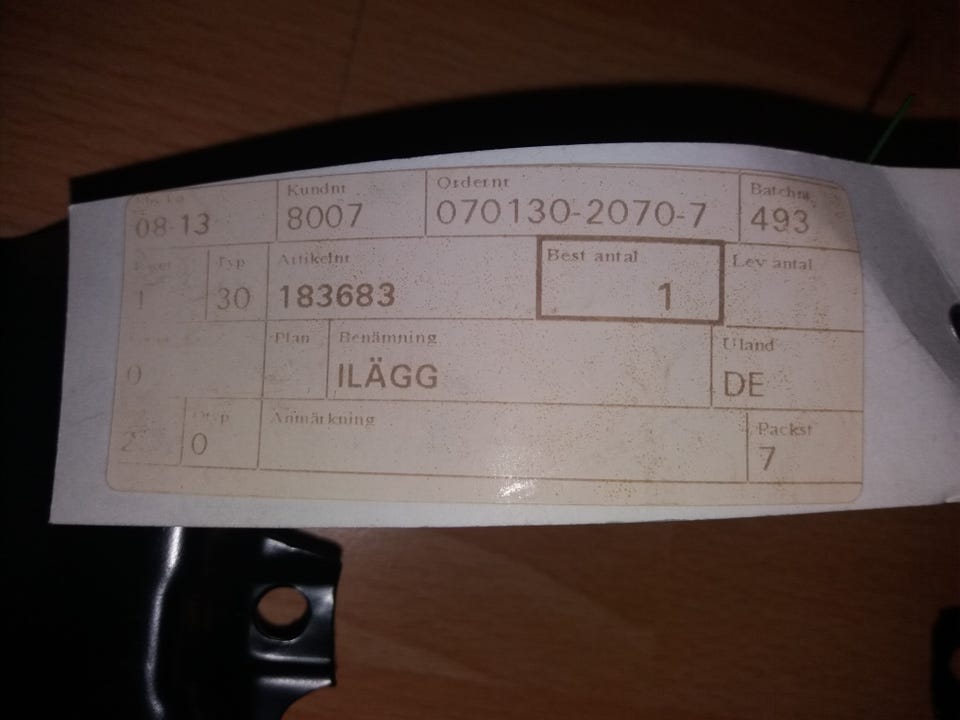 Kundnr Ordernr Batchnr
08-13 8007 070130-2070-7 493
Typ Artikelnr Best antal Lev antal
1 30 183683 1
Plan Benämning Uland
0 ILÄGG DE
Anmärkning Packst
2 0 7